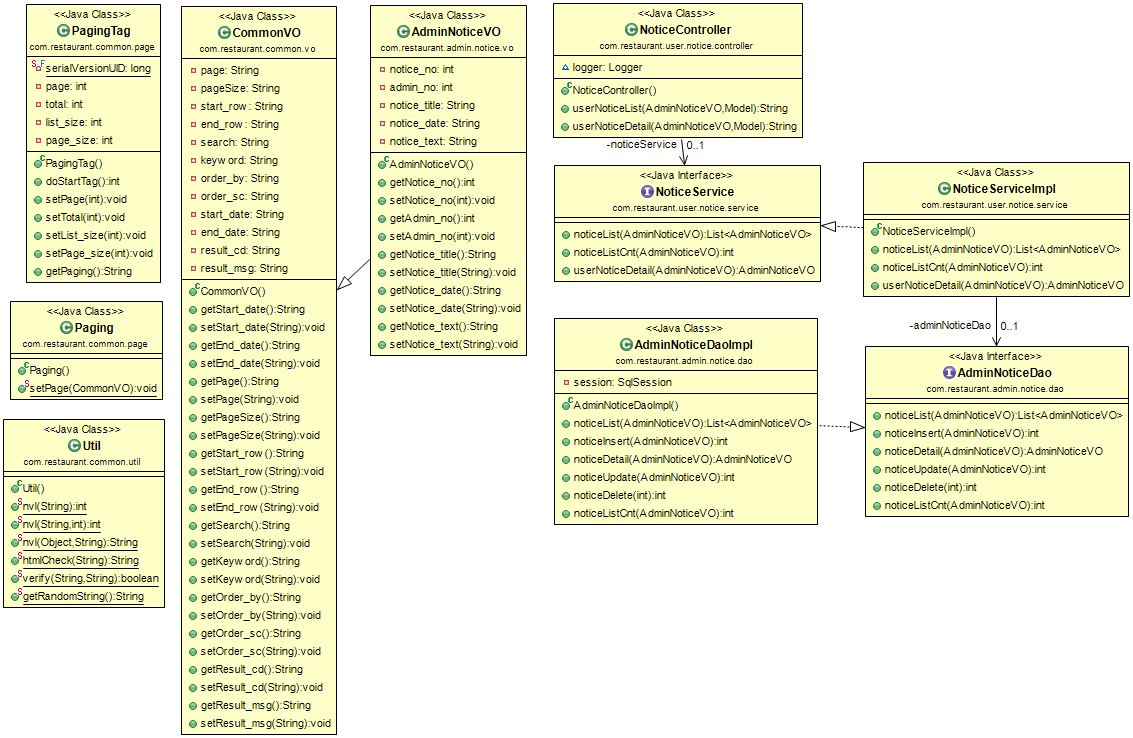 <<Java Class>>
PagingTag
com.restaurant.common.page
serialVersionUID: long
page: int
total: int
list_size: int
page_size: int
PagingTag()
doStartTag():int
setPage(int):void
setTotal(int):void
setList_size(int):void
setPage_size(int):void
getPaging():String
<<Java Class>>
Paging
com.restaurant.common.page
Paging()
setPage(CommonVO):void
<<Java Class>>
Util
com.restaurant.common.util
Util()
nvl(String):int
nvl(String,int):int
nvl(Object,String):String
htmlCheck(String):String
verify(String,String):boolean
getRandomString():String
<<Java Class>>
CommonVO
com.restaurant.common.vo
page: String
pageSize: String
start_row: String
end_row: String
search: String
keyword: String
order_by: String
order_sc: String
start_date: String
end_date: String
result_cd: String
result_msg: String
CommonVO()
getStart_date():String
setStart_date(String):void
getEnd_date():String
setEnd_date(String):void
getPage():String
setPage(String):void
getPageSize():String
setPageSize(String):void
getStart_row():String
setStart_row(String):void
getEnd_row():String
setEnd_row(String):void
getSearch():String
setSearch(String):void
getKeyword():String
setKeyword(String):void
getOrder_by():String
setOrder_by(String):void
getOrder_sc():String
setOrder_sc(String):void
getResult_cd():String
setResult_cd(String):void
getResult_msg():String
setResult_msg(String):void
<<Java Class>>
AdminNoticeVO
com.restaurant.admin.notice.vo
notice_no: int
admin_no: int
notice_title: String
notice_date: String
notice_text: String
AdminNoticeVO()
getNotice_no():int
setNotice_no(int):void
getAdmin_no():int
setAdmin_no(int):void
getNotice_title():String
setNotice_title(String):void
getNotice_date():String
setNotice_date(String):void
getNotice_text():String
setNotice_text(String):void
<<Java Class>>
NoticeController
com.restaurant.user.notice.controller
logger: Logger
NoticeController()
userNoticeList(AdminNoticeVO,Model):String
userNoticeDetail(AdminNoticeVO,Model):String
-noticeService 0..1
<<Java Interface>>
NoticeService
com.restaurant.user.notice.service
noticeList(AdminNoticeVO):List<AdminNoticeVO>
noticeListCnt(AdminNoticeVO):int
userNoticeDetail(AdminNoticeVO):AdminNoticeVO
<<Java Class>>
NoticeServiceImpl
com.restaurant.user.notice.service
NoticeServiceImpl()
noticeList(AdminNoticeVO):List<AdminNoticeVO>
noticeListCnt(AdminNoticeVO):int
userNoticeDetail(AdminNoticeVO):AdminNoticeVO
-adminNoticeDao 0..1
<<Java Class>>
AdminNoticeDaoImpl
com.restaurant.admin.notice.dao
session: SqlSession
AdminNoticeDaoImpl()
noticeList(AdminNoticeVO):List<AdminNoticeVO>
noticeInsert(AdminNoticeVO):int
noticeDetail(AdminNoticeVO):AdminNoticeVO
noticeUpdate(AdminNoticeVO):int
noticeDelete(int):int
noticeListCnt(AdminNoticeVO):int
<<Java Interface>>
AdminNoticeDao
com.restaurant.admin.notice.dao
noticeList(AdminNoticeVO):List<AdminNoticeVO>
noticeInsert(AdminNoticeVO):int
noticeDetail(AdminNoticeVO):AdminNoticeVO
noticeUpdate(AdminNoticeVO):int
noticeDelete(int):int
noticeListCnt(AdminNoticeVO):int